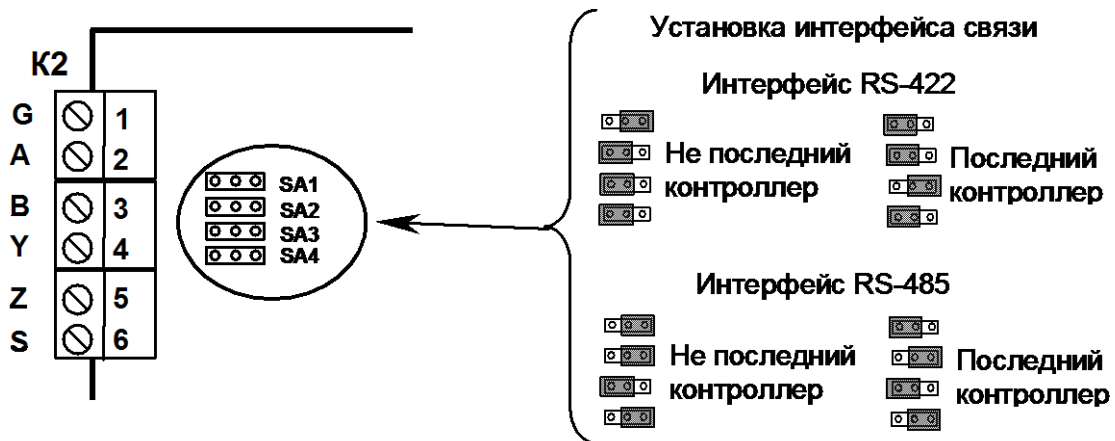 К2
G 1
A 2
B 3
Y 4
Z 5
S 6
SA1
SA2
SA3
SA4
Установка интерфейса связи
Интерфейс RS-422
Не последний
контроллер
Последний
контроллер
Интерфейс RS-485
Не последний
контроллер
Последний
контроллер